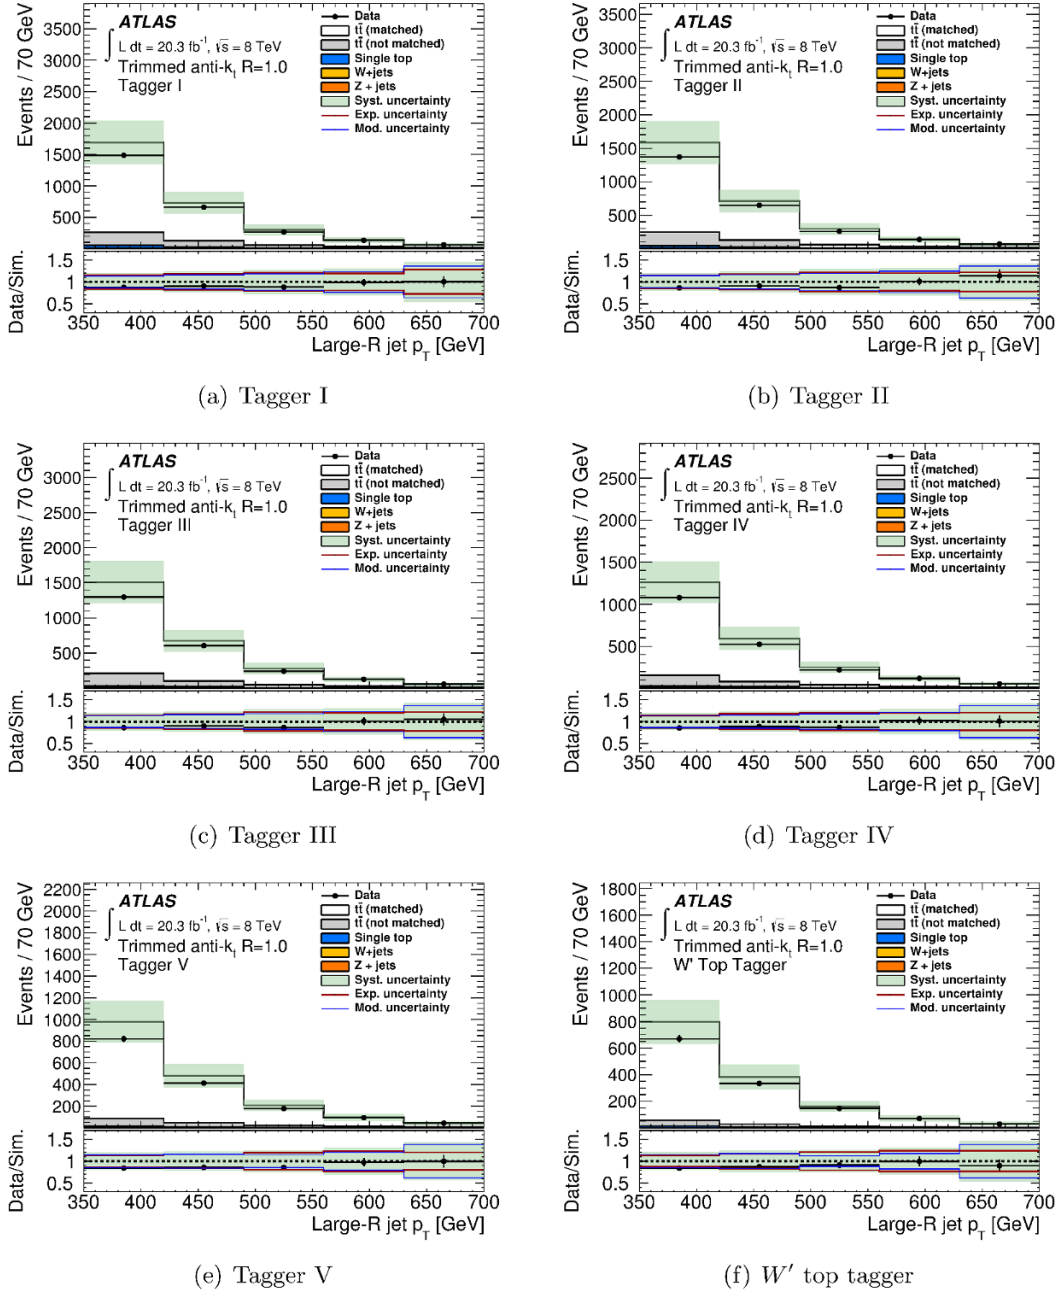 Events / 70 GeV
3500
3000
2500
2000
1500
1000
500
ATLAS
∫ L dt = 20.3 fb⁻¹, √s = 8 TeV
Trimmed anti-kt R=1.0
Tagger I
Data
tt̄ (matched)
tt̄ (not matched)
Single top
W+jets
Z + jets
Syst. uncertainty
Exp. uncertainty
Mod. uncertainty
Data/Sim.
1.5
1
0.5
350 400 450 500 550 600 650 700
Large-R jet pT [GeV]
(a) Tagger I
Events / 70 GeV
3500
3000
2500
2000
1500
1000
500
ATLAS
∫ L dt = 20.3 fb⁻¹, √s = 8 TeV
Trimmed anti-kt R=1.0
Tagger II
Data
tt̄ (matched)
tt̄ (not matched)
Single top
W+jets
Z + jets
Syst. uncertainty
Exp. uncertainty
Mod. uncertainty
Data/Sim.
1.5
1
0.5
350 400 450 500 550 600 650 700
Large-R jet pT [GeV]
(b) Tagger II
Events / 70 GeV
3000
2500
2000
1500
1000
500
ATLAS
∫ L dt = 20.3 fb⁻¹, √s = 8 TeV
Trimmed anti-kt R=1.0
Tagger III
Data
tt̄ (matched)
tt̄ (not matched)
Single top
W+jets
Z + jets
Syst. uncertainty
Exp. uncertainty
Mod. uncertainty
Data/Sim.
1.5
1
0.5
350 400 450 500 550 600 650 700
Large-R jet pT [GeV]
(c) Tagger III
Events / 70 GeV
2500
2000
1500
1000
500
ATLAS
∫ L dt = 20.3 fb⁻¹, √s = 8 TeV
Trimmed anti-kt R=1.0
Tagger IV
Data
tt̄ (matched)
tt̄ (not matched)
Single top
W+jets
Z + jets
Syst. uncertainty
Exp. uncertainty
Mod. uncertainty
Data/Sim.
1.5
1
0.5
350 400 450 500 550 600 650 700
Large-R jet pT [GeV]
(d) Tagger IV
Events / 70 GeV
2200
2000
1800
1600
1400
1200
1000
800
600
400
200
ATLAS
∫ L dt = 20.3 fb⁻¹, √s = 8 TeV
Trimmed anti-kt R=1.0
Tagger V
Data
tt̄ (matched)
tt̄ (not matched)
Single top
W+jets
Z + jets
Syst. uncertainty
Exp. uncertainty
Mod. uncertainty
Data/Sim.
1.5
1
0.5
350 400 450 500 550 600 650 700
Large-R jet pT [GeV]
(e) Tagger V
Events / 70 GeV
1800
1600
1400
1200
1000
800
600
400
200
ATLAS
∫ L dt = 20.3 fb⁻¹, √s = 8 TeV
Trimmed anti-kt R=1.0
W' Top Tagger
Data
tt̄ (matched)
tt̄ (not matched)
Single top
W+jets
Z + jets
Syst. uncertainty
Exp. uncertainty
Mod. uncertainty
Data/Sim.
1.5
1
0.5
350 400 450 500 550 600 650 700
Large-R jet pT [GeV]
(f) W′ top tagger